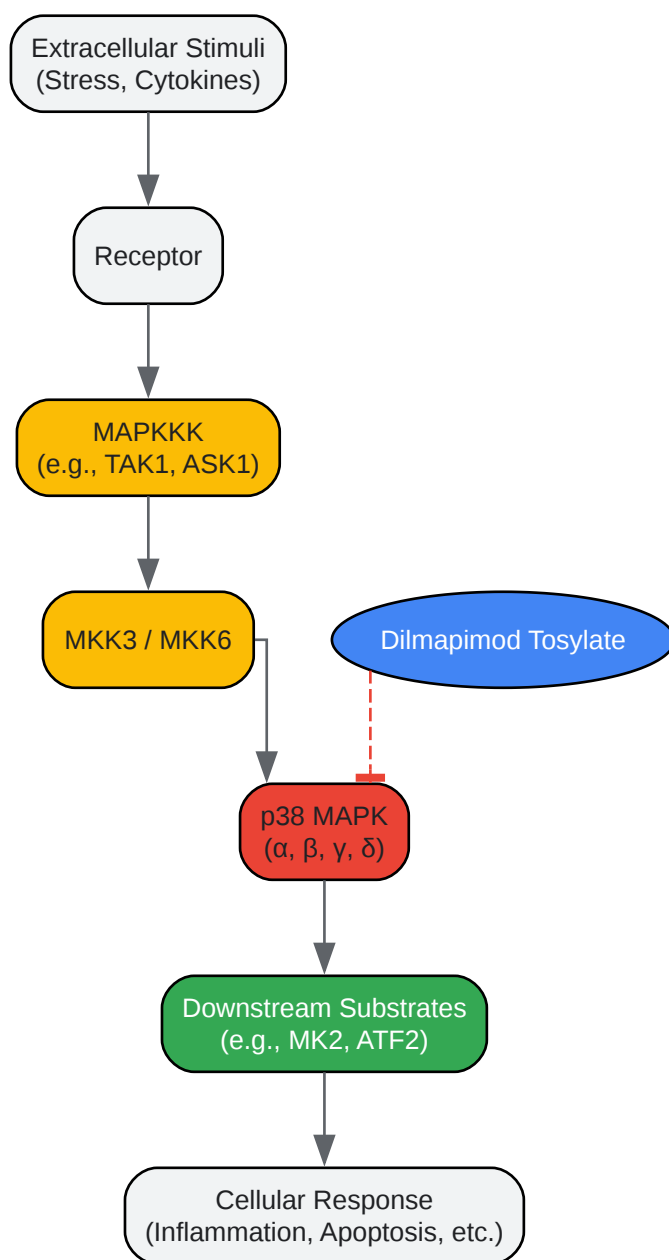 Extracellular Stimuli
(Stress, Cytokines)
Receptor
MAPKKK
(e.g., TAK1, ASK1)
MKK3 / MKK6
Dilmapimod Tosylate
p38 MAPK
(α, β, γ, δ)
Downstream Substrates
(e.g., MK2, ATF2)
Cellular Response
(Inflammation, Apoptosis, etc.)